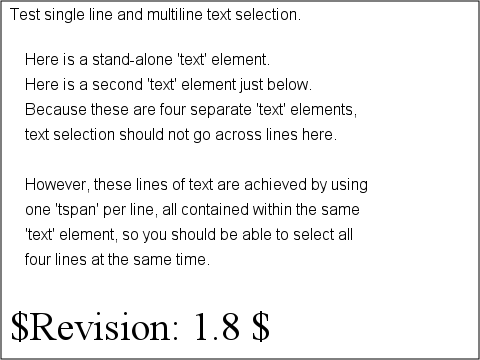 Test single line and multiline text selection.
Here is a stand-alone 'text' element.
Here is a second 'text' element just below.
Because these are four separate 'text' elements,
text selection should not go across lines here.
However, these lines of text are achieved by using
one 'tspan' per line, all contained within the same
'text' element, so you should be able to select all
four lines at the same time.
$Revision: 1.8 $